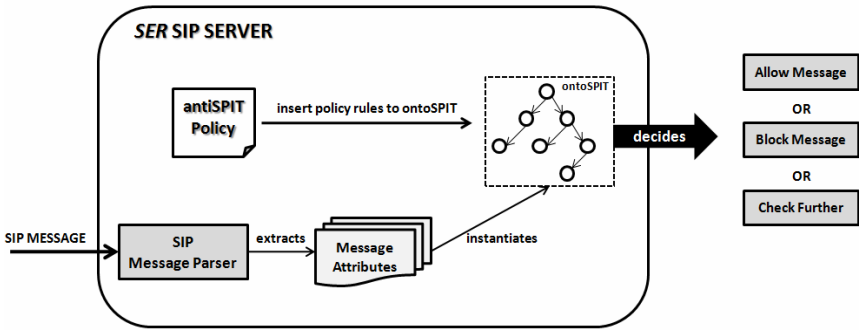 SER SIP SERVER
antiSPIT
Policy
insert policy rules to ontoSPIT
ontoSPIT
decides
Allow Message
OR
Block Message
OR
Check Further
SIP MESSAGE
SIP
Message Parser
extracts
Message
Attributes
instantiates